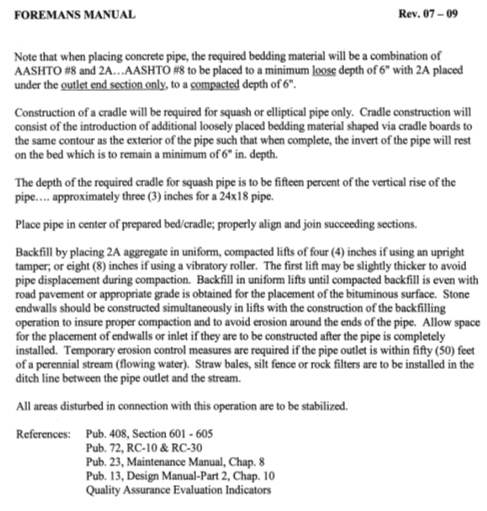 FOREMANS MANUAL Rev. 07 – 09
Note that when placing concrete pipe, the required bedding material will be a combination of
AASHTO #8 and 2A…AASHTO #8 to be placed to a minimum loose depth of 6" with 2A placed
under the outlet end section only, to a compacted depth of 6".
Construction of a cradle will be required for squash or elliptical pipe only. Cradle construction will
consist of the introduction of additional loosely placed bedding material shaped via cradle boards to
the same contour as the exterior of the pipe such that when complete, the invert of the pipe will rest
on the bed which is to remain a minimum of 6" in. depth.
The depth of the required cradle for squash pipe is to be fifteen percent of the vertical rise of the
pipe…. approximately three (3) inches for a 24x18 pipe.
Place pipe in center of prepared bed/cradle; properly align and join succeeding sections.
Backfill by placing 2A aggregate in uniform, compacted lifts of four (4) inches if using an upright
tamper; or eight (8) inches if using a vibratory roller. The first lift may be slightly thicker to avoid
pipe displacement during compaction. Backfill in uniform lifts until compacted backfill is even with
road pavement or appropriate grade is obtained for the placement of the bituminous surface. Stone
endwalls should be constructed simultaneously in lifts with the construction of the backfilling
operation to insure proper compaction and to avoid erosion around the ends of the pipe. Allow space
for the placement of endwalls or inlet if they are to be constructed after the pipe is completely
installed. Temporary erosion control measures are required if the pipe outlet is within fifty (50) feet
of a perennial stream (flowing water). Straw bales, silt fence or rock filters are to be installed in the
ditch line between the pipe outlet and the stream.
All areas disturbed in connection with this operation are to be stabilized.
References: Pub. 408, Section 601 - 605
Pub. 72, RC-10 & RC-30
Pub. 23, Maintenance Manual, Chap. 8
Pub. 13, Design Manual-Part 2, Chap. 10
Quality Assurance Evaluation Indicators